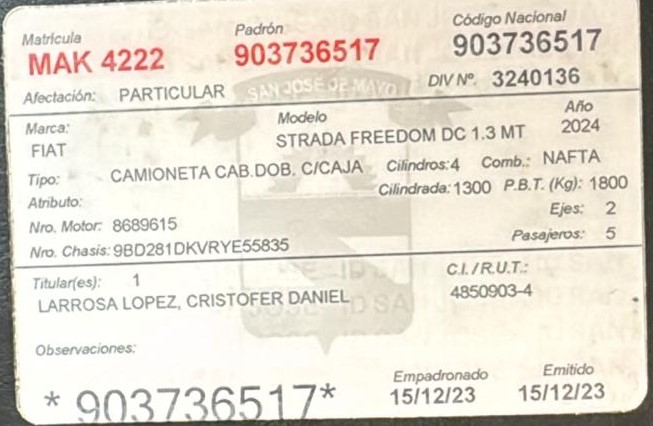 Matrícula Padrón Código Nacional
MAK 4222 903736517 903736517
Afectación: PARTICULAR DIV Nº. 3240136
SAN JOSE DE MAYO
Marca: Modelo Año
FIAT STRADA FREEDOM DC 1.3 MT 2024
Tipo: CAMIONETA CAB.DOB. C/CAJA Cilindros: 4 Comb.: NAFTA
Atributo: Cilindrada: 1300 P.B.T. (Kg): 1800
Nro. Motor: 8689615 Ejes: 2
Nro. Chasis: 9BD281DKVRYE55835 Pasajeros: 5
Titular(es): 1 C.I./R.U.T.:
LARROSA LOPEZ, CRISTOFER DANIEL 4850903-4
Observaciones:
Empadronado Emitido
* 903736517* 15/12/23 15/12/23